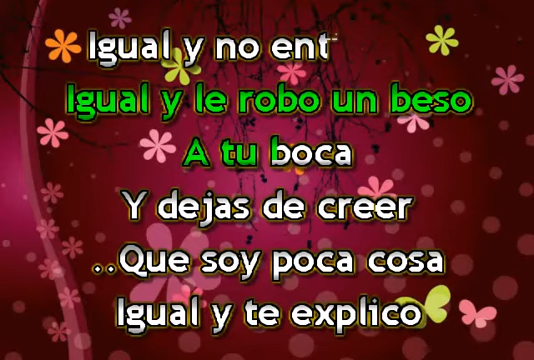 Igual y no ent
Igual y le robo un beso
A tu boca
Y dejas de creer
..Que soy poca cosa
Igual y te explico